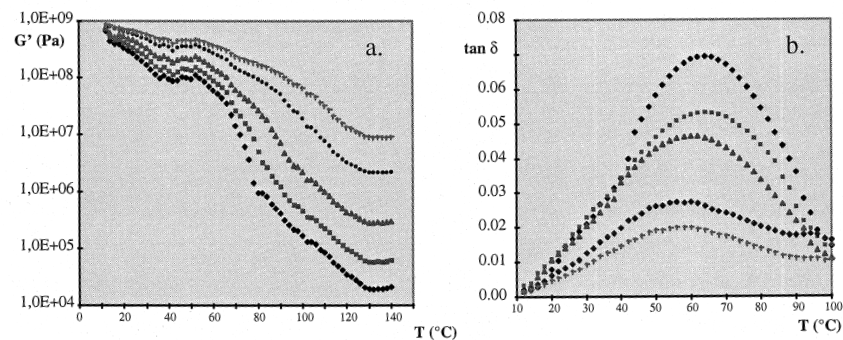 1,0E+09
G' (Pa)
1,0E+08
1,0E+07
1,0E+06
1,0E+05
1,0E+04
0 20 40 60 80 100 120 140
T (°C)
a.
0.08
tan δ
0.07
0.06
0.05
0.04
0.03
0.02
0.01
0.00
10 20 30 40 50 60 70 80 90 100
T (°C)
b.